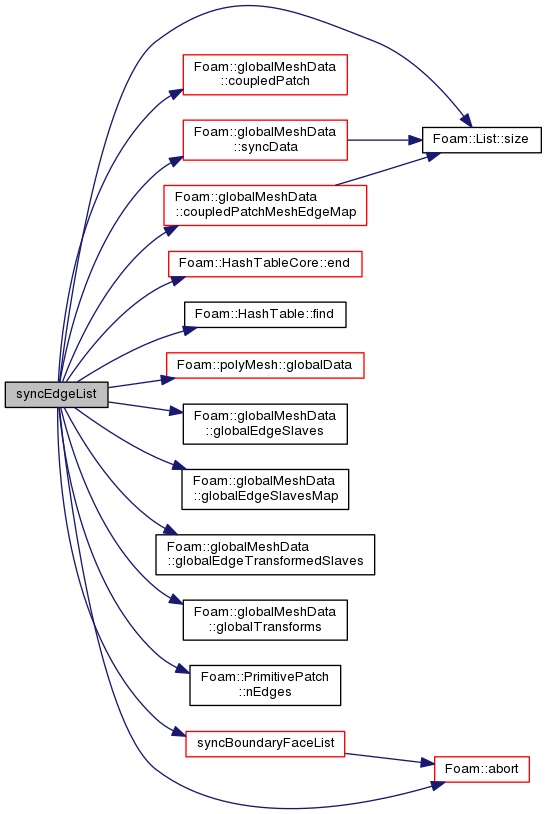 Foam::globalMeshData
::coupledPatch
Foam::globalMeshData
::syncData
Foam::List::size
Foam::globalMeshData
::coupledPatchMeshEdgeMap
Foam::HashTableCore::end
Foam::HashTable::find
Foam::polyMesh::globalData
syncEdgeList
Foam::globalMeshData
::globalEdgeSlaves
Foam::globalMeshData
::globalEdgeSlavesMap
Foam::globalMeshData
::globalEdgeTransformedSlaves
Foam::globalMeshData
::globalTransforms
Foam::PrimitivePatch
::nEdges
syncBoundaryFaceList
Foam::abort